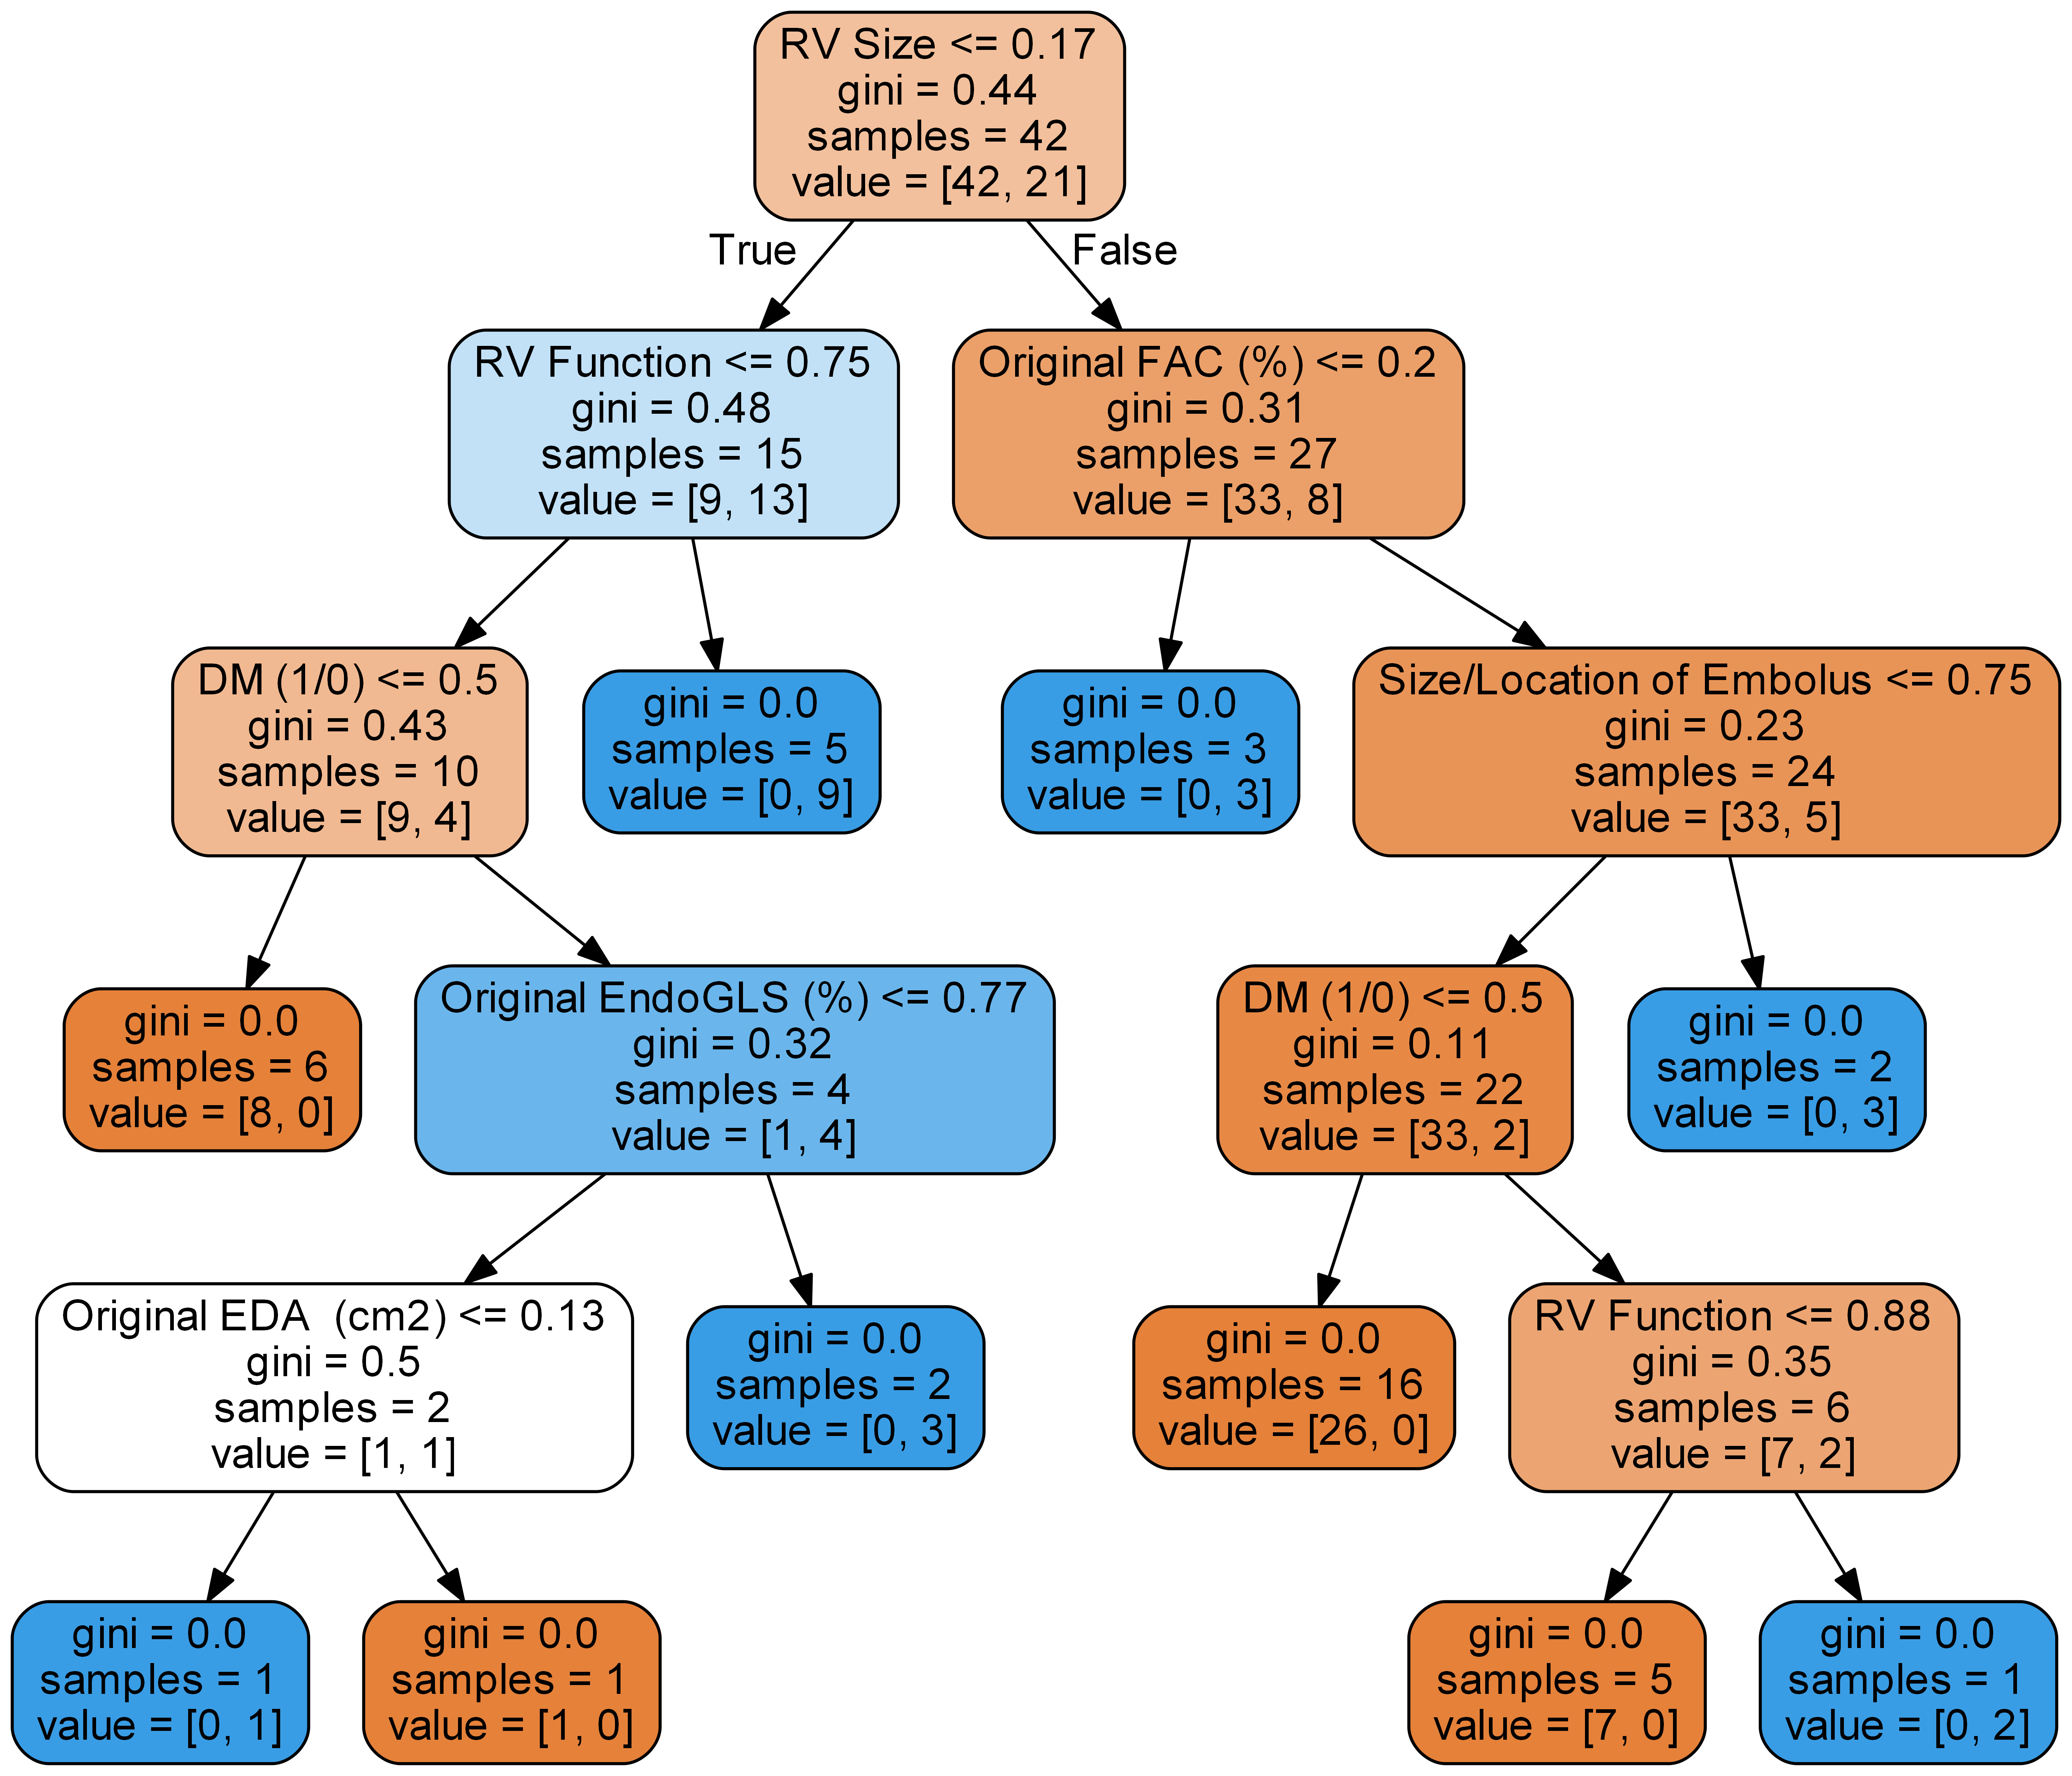 RV Size <= 0.17
gini = 0.44
samples = 42
value = [42, 21]
True
False
RV Function <= 0.75
gini = 0.48
samples = 15
value = [9, 13]
Original FAC (%) <= 0.2
gini = 0.31
samples = 27
value = [33, 8]
DM (1/0) <= 0.5
gini = 0.43
samples = 10
value = [9, 4]
gini = 0.0
samples = 5
value = [0, 9]
gini = 0.0
samples = 3
value = [0, 3]
Size/Location of Embolus <= 0.75
gini = 0.23
samples = 24
value = [33, 5]
gini = 0.0
samples = 6
value = [8, 0]
Original EndoGLS (%) <= 0.77
gini = 0.32
samples = 4
value = [1, 4]
DM (1/0) <= 0.5
gini = 0.11
samples = 22
value = [33, 2]
gini = 0.0
samples = 2
value = [0, 3]
Original EDA  (cm2) <= 0.13
gini = 0.5
samples = 2
value = [1, 1]
gini = 0.0
samples = 2
value = [0, 3]
gini = 0.0
samples = 16
value = [26, 0]
RV Function <= 0.88
gini = 0.35
samples = 6
value = [7, 2]
gini = 0.0
samples = 1
value = [0, 1]
gini = 0.0
samples = 1
value = [1, 0]
gini = 0.0
samples = 5
value = [7, 0]
gini = 0.0
samples = 1
value = [0, 2]